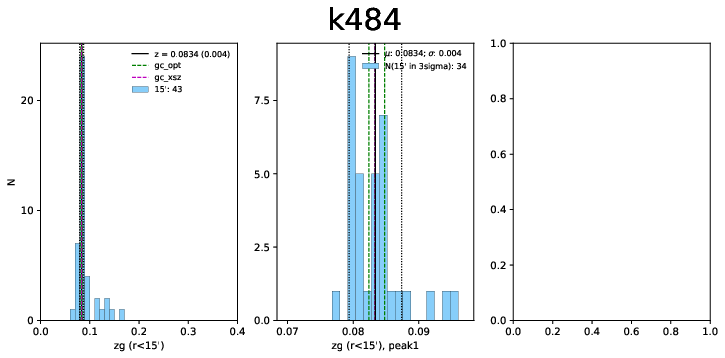 k484
z = 0.0834 (0.004)
gc_opt
gc_xsz
15': 43
N
20
10
0
0.0 0.1 0.2 0.3 0.4
zg (r<15')
μ: 0.0834; σ: 0.004
N(15' in 3sigma): 34
7.5
5.0
2.5
0.0
0.07 0.08 0.09
zg (r<15'), peak1
1.0
0.8
0.6
0.4
0.2
0.0
0.0 0.2 0.4 0.6 0.8 1.0